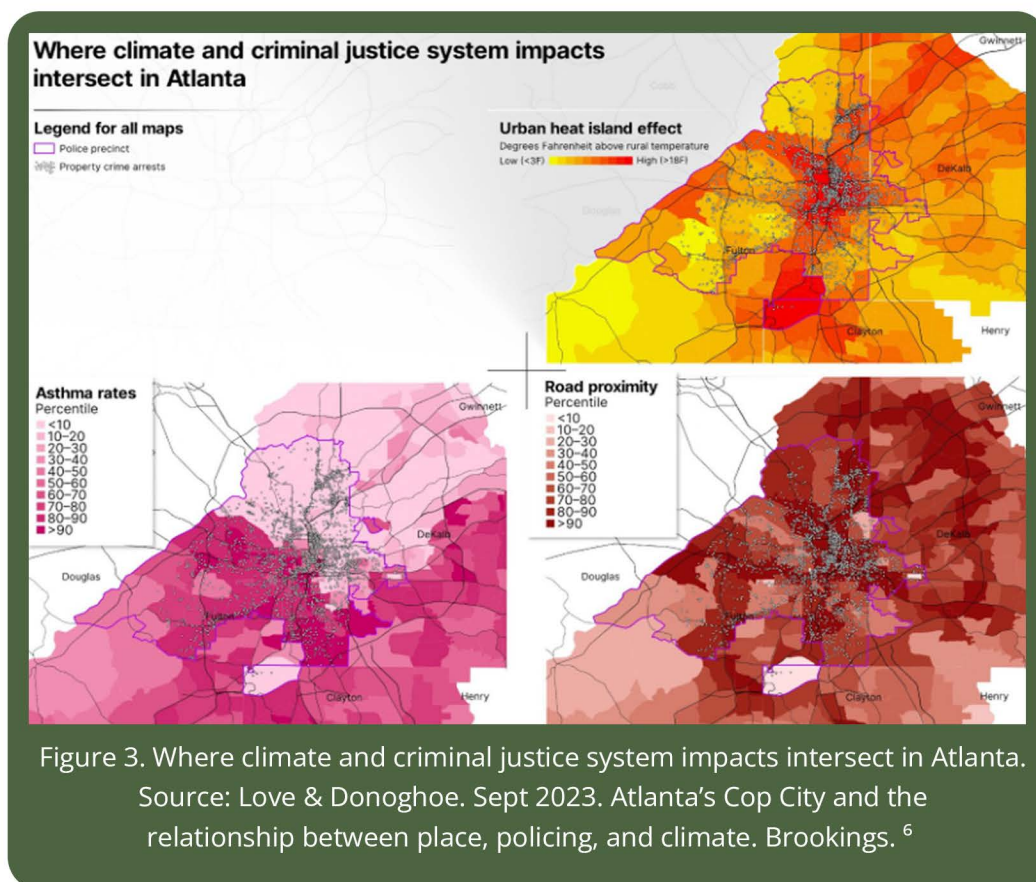 Where climate and criminal justice system impacts
intersect in Atlanta
Legend for all maps
Police precinct
Property crime arrests
Urban heat island effect
Degrees Fahrenheit above rural temperature
Low (<3F)
High (>18F)
Gwinnett
Cobb
DeKalb
Douglas
Fulton
Clayton
Henry
Asthma rates
Percentile
<10
10–20
20–30
30–40
40–50
50–60
60–70
70–80
80–90
>90
Gwinnett
DeKalb
Douglas
Fulton
Clayton
Henry
Road proximity
Percentile
<10
10–20
20–30
30–40
40–50
50–60
60–70
70–80
80–90
>90
Gwinnett
DeKalb
Douglas
Fulton
Clayton
Henry
Figure 3. Where climate and criminal justice system impacts intersect in Atlanta.
Source: Love & Donoghoe. Sept 2023. Atlanta’s Cop City and the
relationship between place, policing, and climate. Brookings. ⁶